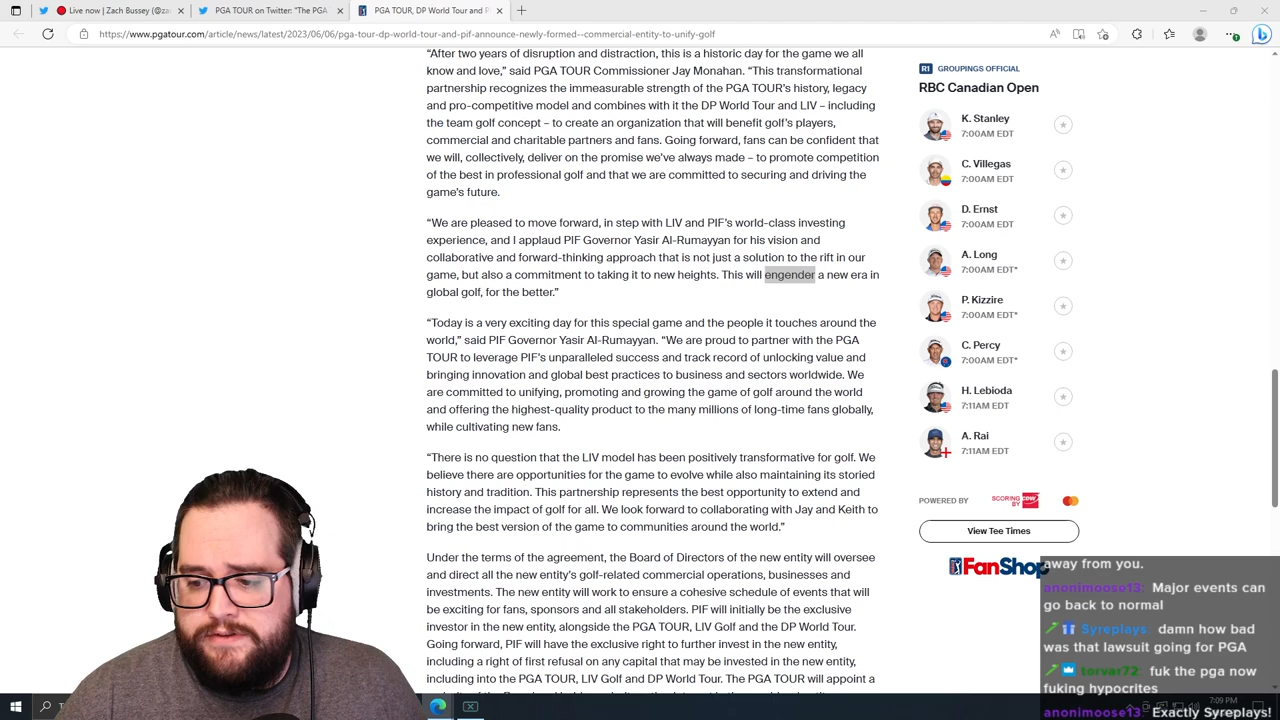 Live now | Zach Bussey (@za
PGA TOUR on Twitter: "The PGA
PGA TOUR, DP World Tour and P
https://www.pgatour.com/article/news/latest/2023/06/06/pga-tour-dp-world-tour-and-pif-announce-newly-formed--commercial-entity-to-unify-golf
“After two years of disruption and distraction, this is a historic day for the game we all
know and love,” said PGA TOUR Commissioner Jay Monahan. “This transformational
partnership recognizes the immeasurable strength of the PGA TOUR’s history, legacy
and pro-competitive model and combines with it the DP World Tour and LIV – including
the team golf concept – to create an organization that will benefit golf’s players,
commercial and charitable partners and fans. Going forward, fans can be confident that
we will, collectively, deliver on the promise we’ve always made – to promote competition
of the best in professional golf and that we are committed to securing and driving the
game's future.
“We are pleased to move forward, in step with LIV and PIF’s world-class investing
experience, and I applaud PIF Governor Yasir Al-Rumayyan for his vision and
collaborative and forward-thinking approach that is not just a solution to the rift in our
game, but also a commitment to taking it to new heights. This will engender a new era in
global golf, for the better.”
“Today is a very exciting day for this special game and the people it touches around the
world,” said PIF Governor Yasir Al-Rumayyan. “We are proud to partner with the PGA
TOUR to leverage PIF’s unparalleled success and track record of unlocking value and
bringing innovation and global best practices to business and sectors worldwide. We
are committed to unifying, promoting and growing the game of golf around the world
and offering the highest-quality product to the many millions of long-time fans globally,
while cultivating new fans.
“There is no question that the LIV model has been positively transformative for golf. We
believe there are opportunities for the game to evolve while also maintaining its storied
history and tradition. This partnership represents the best opportunity to extend and
increase the impact of golf for all. We look forward to collaborating with Jay and Keith to
bring the best version of the game to communities around the world.”
Under the terms of the agreement, the Board of Directors of the new entity will oversee
and direct all the new entity’s golf-related commercial operations, businesses and
investments. The new entity will work to ensure a cohesive schedule of events that will
be exciting for fans, sponsors and all stakeholders. PIF will initially be the exclusive
investor in the new entity, alongside the PGA TOUR, LIV Golf and the DP World Tour.
Going forward, PIF will have the exclusive right to further invest in the new entity,
including a right of first refusal on any capital that may be invested in the new entity,
including into the PGA TOUR, LIV Golf and DP World Tour. The PGA TOUR will appoint a
R1 GROUPINGS OFFICIAL
RBC Canadian Open
K. Stanley
7:00AM EDT
C. Villegas
7:00AM EDT
D. Ernst
7:00AM EDT
A. Long
7:00AM EDT*
P. Kizzire
7:00AM EDT*
C. Percy
7:00AM EDT*
H. Lebioda
7:11AM EDT
A. Rai
7:11AM EDT
POWERED BY
SCORING BY CDW
View Tee Times
FanShop
away from you.
anonimoose13: Major events can
go back to normal
Syreplays: damn how bad
was that lawsuit going for PGA
torvar72: fuk the pga now
fuking hypocrites
anonimoose13: Exactly Syreplays!
7:09 PM